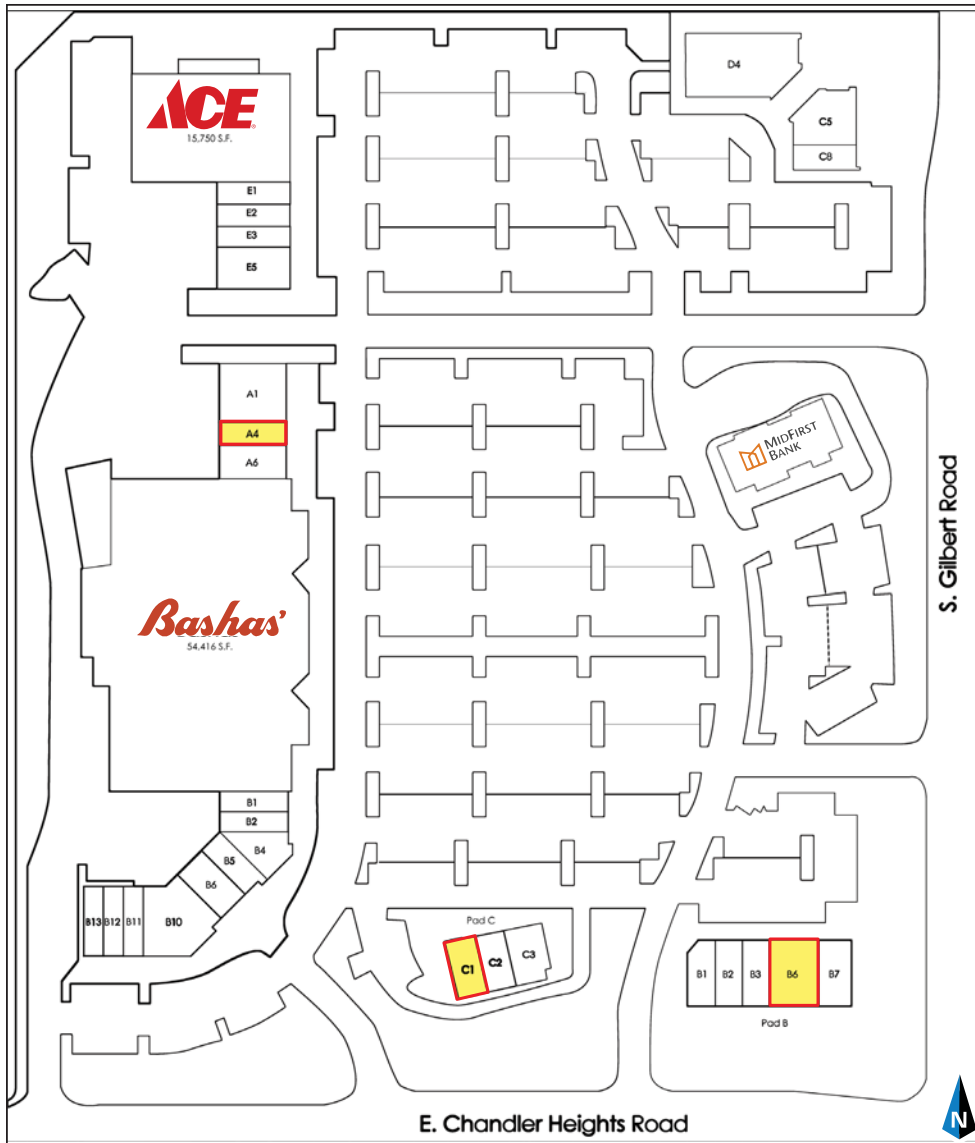 D4
ACE
15,750 S.F.
C5
C8
E1
E2
E3
E5
A1
A4
A6
MIDFIRST
BANK
S. Gilbert Road
Bashas'
54,416 S.F.
B1
B2
B4
B5
B6
B13
B12
B11
B10
Pad C
C1
C2
C3
B1
B2
B3
B6
B7
Pad B
E. Chandler Heights Road
N